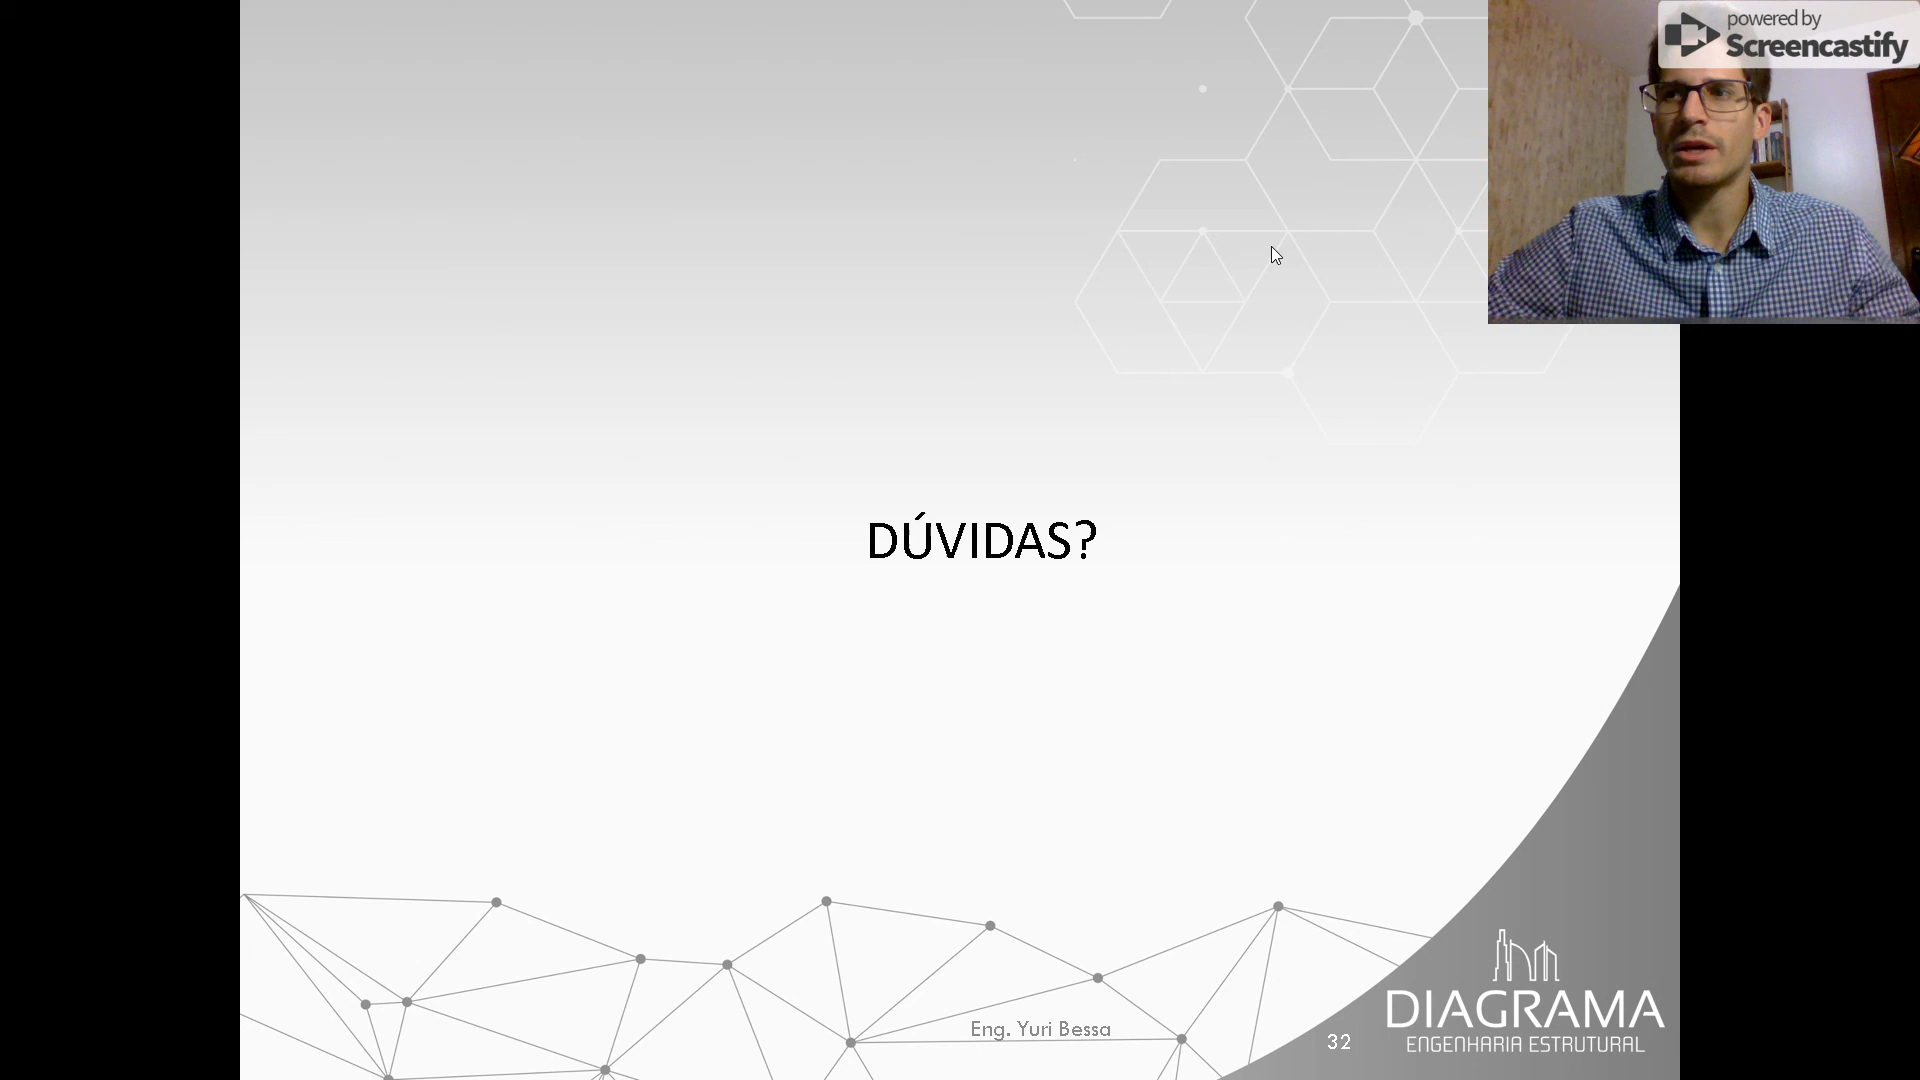 powered by
Screencastify
DÚVIDAS?
Eng. Yuri Bessa
32
DIAGRAMA
ENGENHARIA ESTRUTURAL